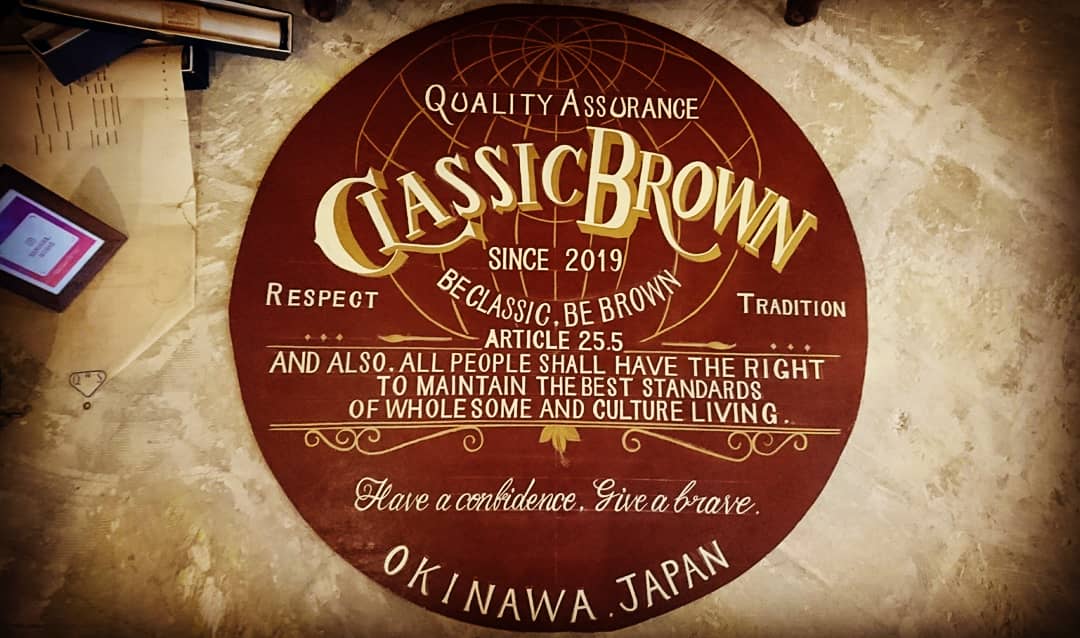 QUALITY ASSURANCE
CLASSIC BROWN
SINCE 2019
BE CLASSIC, BE BROWN
RESPECT
TRADITION
ARTICLE 25.5
AND ALSO. ALL PEOPLE SHALL HAVE THE RIGHT
TO MAINTAIN THE BEST STANDARDS
OF WHOLESOME AND CULTURE LIVING.
Have a confidence. Give a brave.
OKINAWA. JAPAN